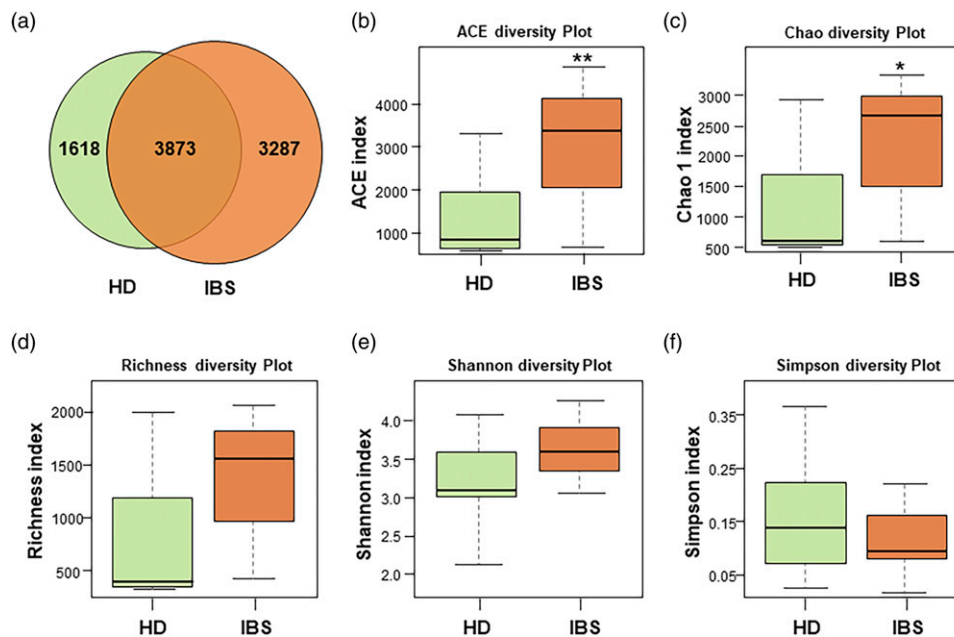 (a)
1618 3873 3287
HD IBS
(b)
ACE diversity Plot
**
ACE index
4000
3000
2000
1000
HD IBS
(c)
Chao diversity Plot
*
Chao 1 index
3000
2500
2000
1500
1000
500
HD IBS
(d)
Richness diversity Plot
Richness index
2000
1500
1000
500
HD IBS
(e)
Shannon diversity Plot
Shannon index
4.0
3.5
3.0
2.5
2.0
HD IBS
(f)
Simpson diversity Plot
Simpson index
0.35
0.25
0.15
0.05
HD IBS